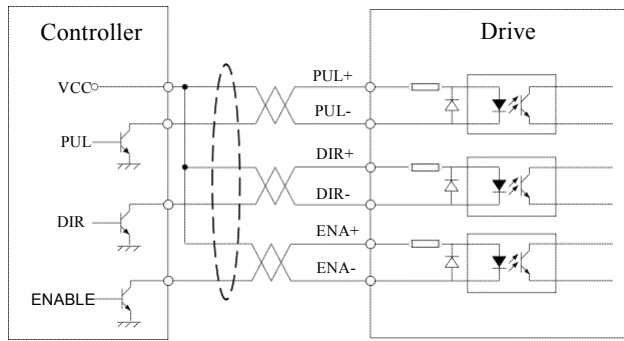 Controller
Drive
VCC
PUL
DIR
ENABLE
PUL+
PUL-
DIR+
DIR-
ENA+
ENA-